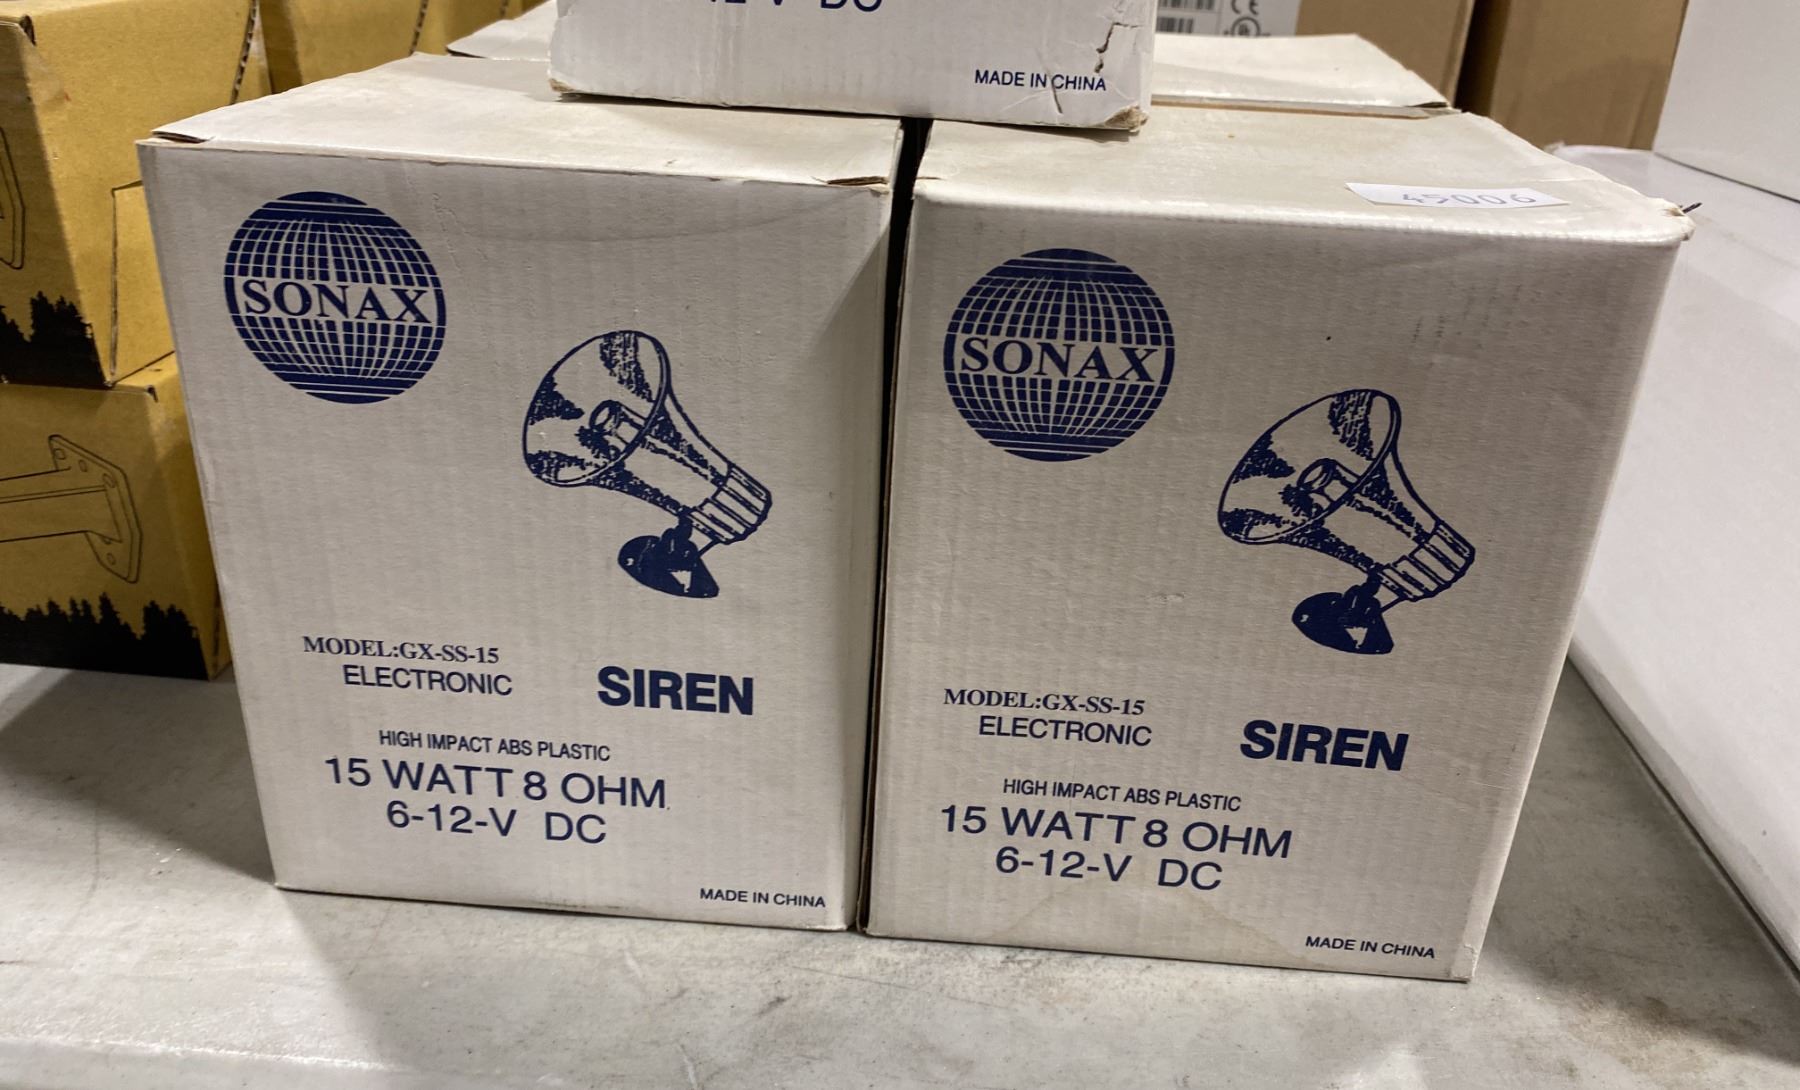 MADE IN CHINA
45006
SONAX
MODEL:GX-SS-15
ELECTRONIC
SIREN
HIGH IMPACT ABS PLASTIC
15 WATT 8 OHM
6-12-V DC
MADE IN CHINA
SONAX
MODEL:GX-SS-15
ELECTRONIC
SIREN
HIGH IMPACT ABS PLASTIC
15 WATT 8 OHM
6-12-V DC
MADE IN CHINA